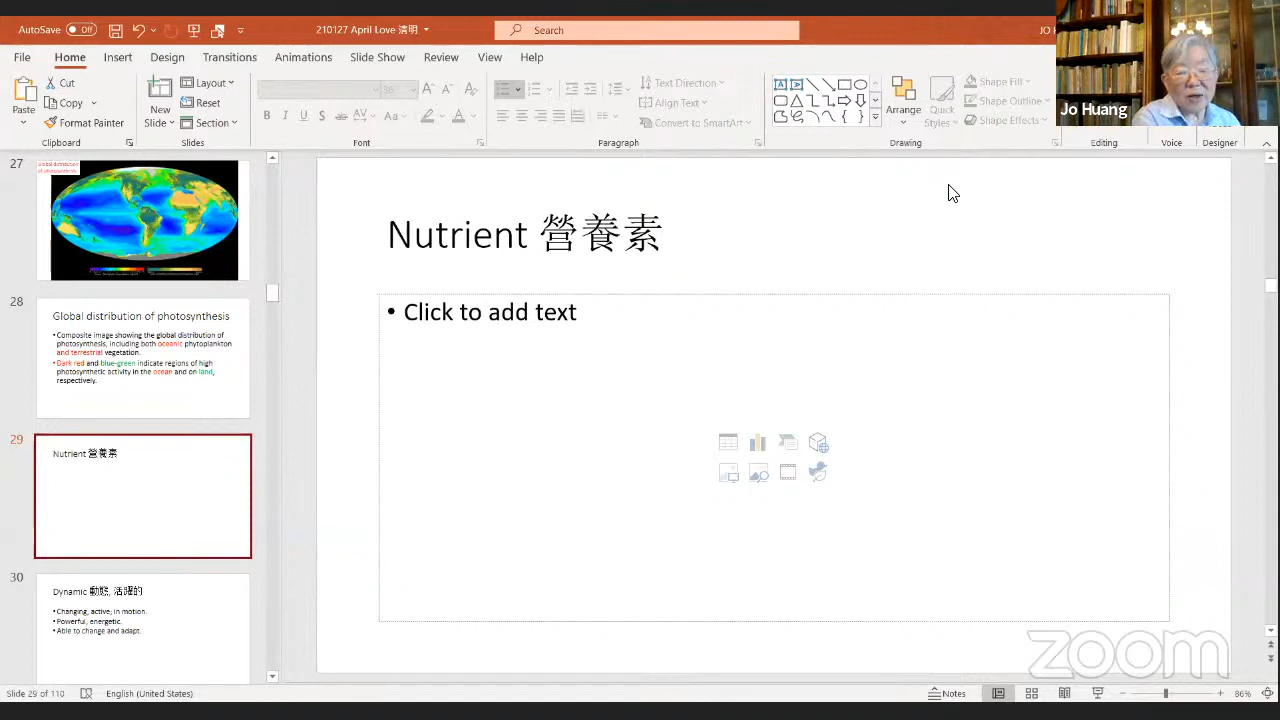 AutoSave Off 210127 April Love 清明 Search JO
File Home Insert Design Transitions Animations Slide Show Review View Help
Paste Cut Copy Format Painter New Slide Layout Reset Section 36 Text Direction Align Text Convert to SmartArt Arrange Quick Styles Shape Fill Shape Outline Shape Effects
Jo Huang
Clipboard Slides Font Paragraph Drawing Editing Voice Designer
27
Global distribution
of photosynthesis
28
Global distribution of photosynthesis
• Composite image showing the global distribution of
photosynthesis, including both oceanic phytoplankton
and terrestrial vegetation.
• Dark red and blue-green indicate regions of high
photosynthetic activity in the ocean and on land,
respectively.
29
Nutrient 營養素
30
Dynamic 動態, 活躍的
• Changing, active; in motion.
• Powerful, energetic.
• Able to change and adapt.
Nutrient 營養素
• Click to add text
zoom
Slide 29 of 110 English (United States) Notes 86%